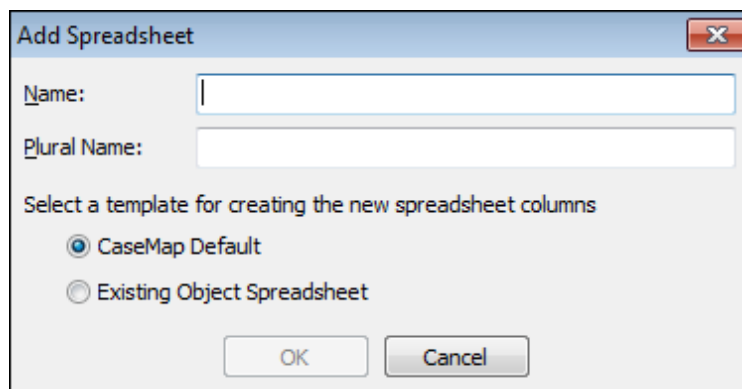 Add Spreadsheet
Name:
Plural Name:
Select a template for creating the new spreadsheet columns
CaseMap Default
Existing Object Spreadsheet
OK Cancel